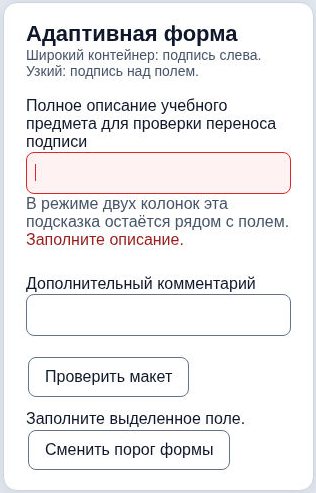 Адаптивная форма
Широкий контейнер: подпись слева.
Узкий: подпись над полем.
Полное описание учебного
предмета для проверки переноса
подписи
В режиме двух колонок эта
подсказка остаётся рядом с полем.
Заполните описание.
Дополнительный комментарий
Проверить макет
Заполните выделенное поле.
Сменить порог формы